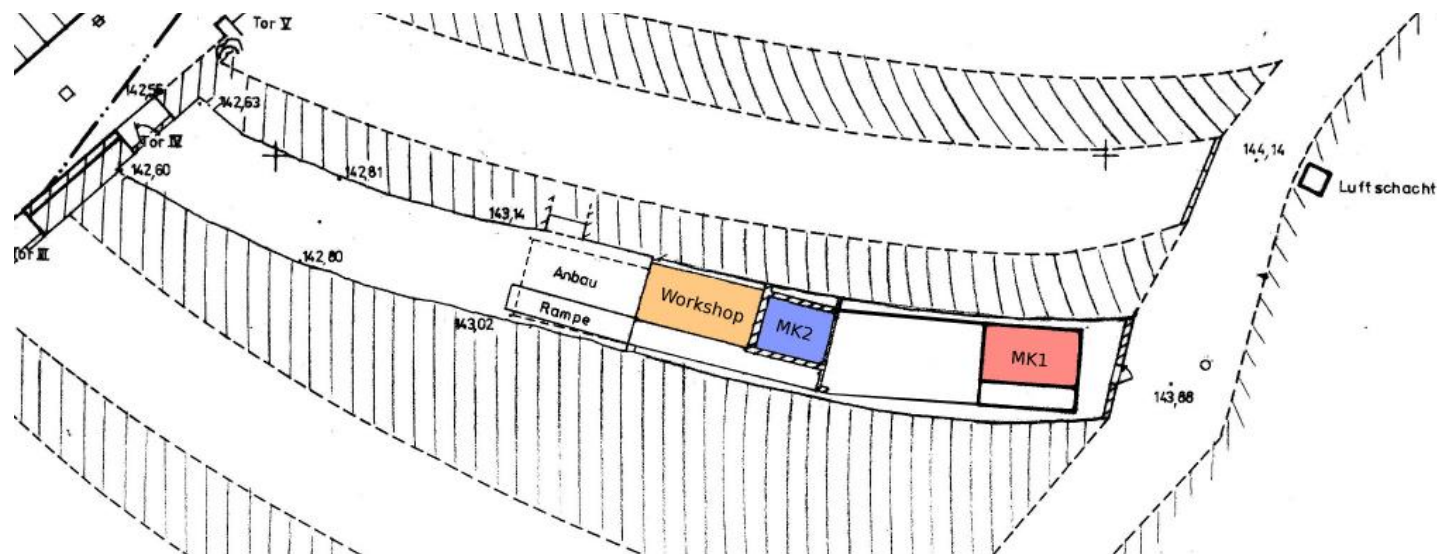 Tor V
142,56
142,63
Tor IV
144,14
142,60
142,81
Luftschacht
143,14
Tor III
142,80
Anbau
Workshop
Rampe
MK2
143,02
MK1
143,88